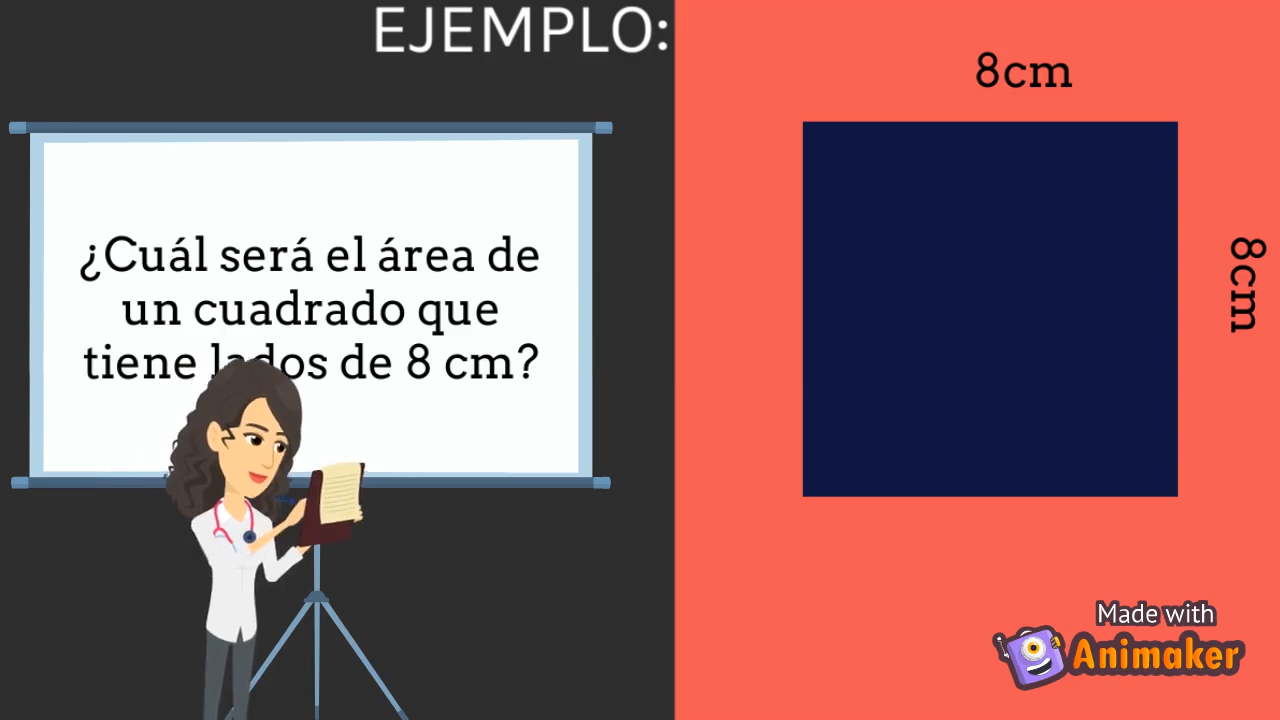 EJEMPLO:
¿Cuál será el área de
un cuadrado que
tiene lados de 8 cm?
8cm
8cm
Made with
Animaker